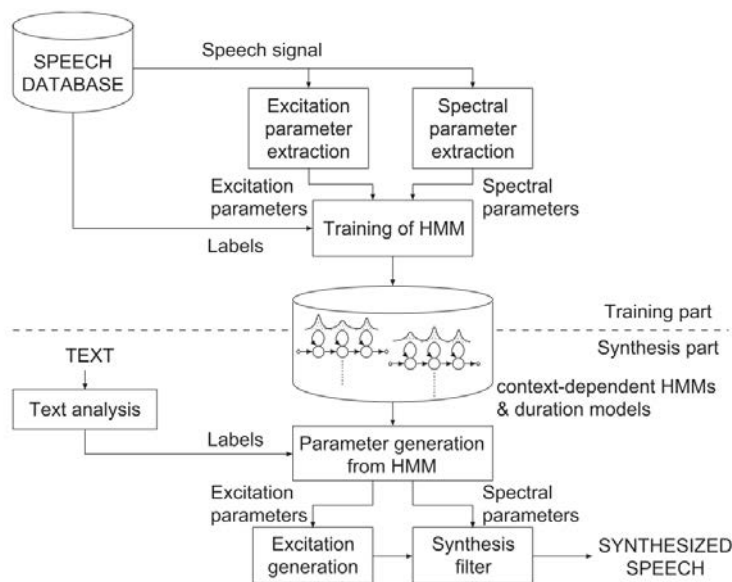 SPEECH
DATABASE
Speech signal
Excitation
parameter
extraction
Spectral
parameter
extraction
Excitation
parameters
Spectral
parameters
Training of HMM
Labels
Training part
Synthesis part
TEXT
context-dependent HMMs
& duration models
Text analysis
Labels
Parameter generation
from HMM
Excitation
parameters
Spectral
parameters
Excitation
generation
Synthesis
filter
SYNTHESIZED
SPEECH